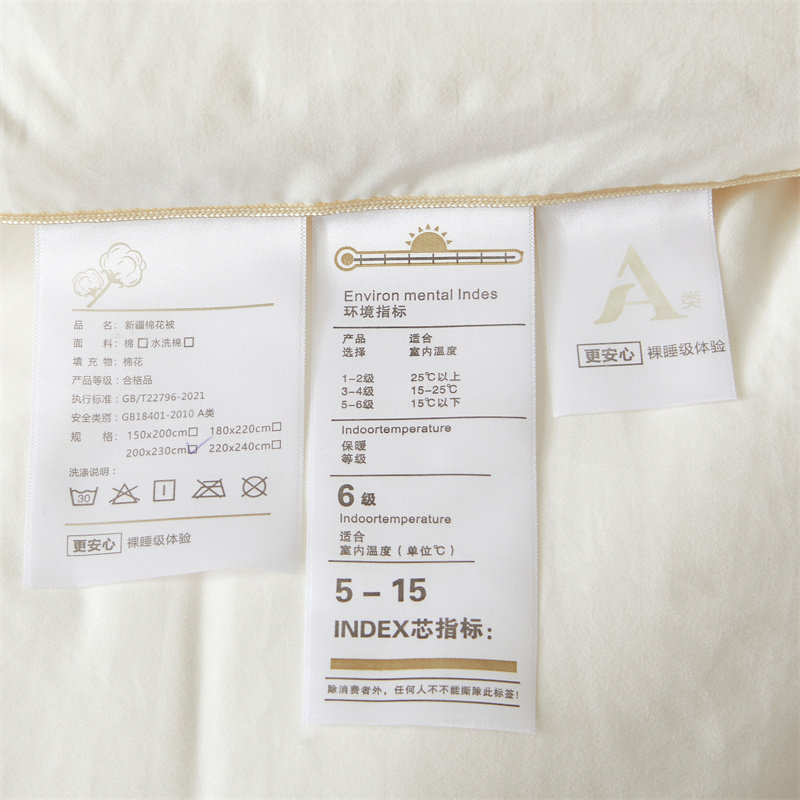 品 名：新疆棉花被
面 料：棉□水洗棉□
填 充 物：棉花
产品等级：合格品
执行标准：GB/T22796-2021
安全类别：GB18401-2010 A类
规 格：150x200cm□ 180x220cm□
200x230cm☑ 220x240cm□
洗涤说明：
30
更安心 裸睡级体验
Environ mental Indes
环境指标
产品 适合
选择 室内温度
1-2级 25℃以上
3-4级 15-25℃
5-6级 15℃以下
Indoortemperature
保暖
等级
6级
Indoortemperature
适合
室内温度（单位℃）
5 – 15
INDEX芯指标：
除消费者外，任何人不不能撕除此标签！
A类
更安心 裸睡级体验